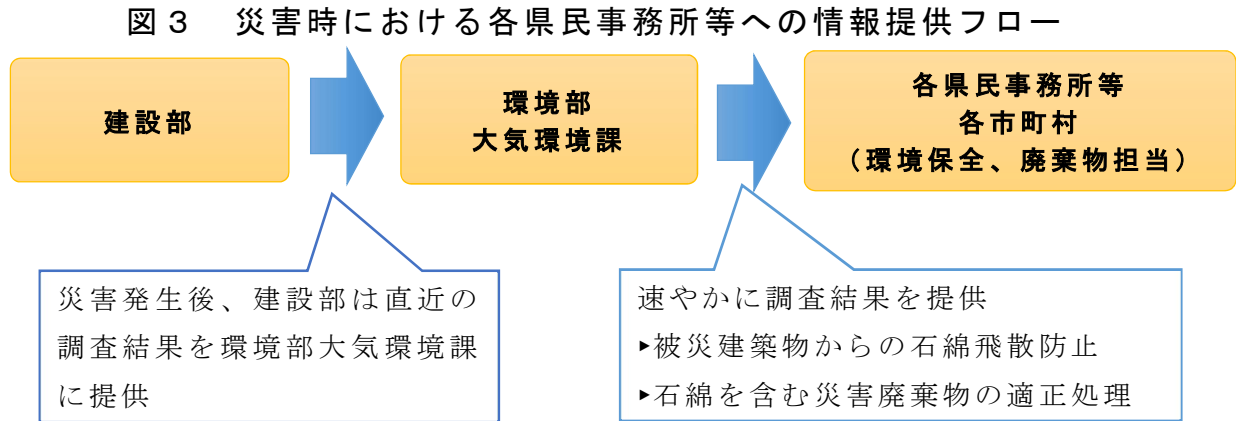 図３　災害時における各県民事務所等への情報提供フロー
建設部
環境部
大気環境課
各県民事務所等
各市町村
（環境保全、廃棄物担当）
災害発生後、建設部は直近の
調査結果を環境部大気環境課
に提供
速やかに調査結果を提供
▸被災建築物からの石綿飛散防止
▸石綿を含む災害廃棄物の適正処理